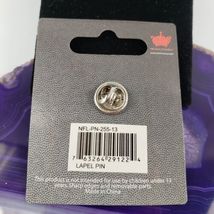 NFL-PN-255-13
7 63264 29122 4
LAPEL PIN
This product is not intended for use by children under 13
years. Sharp edges and removable parts.
Made in China.